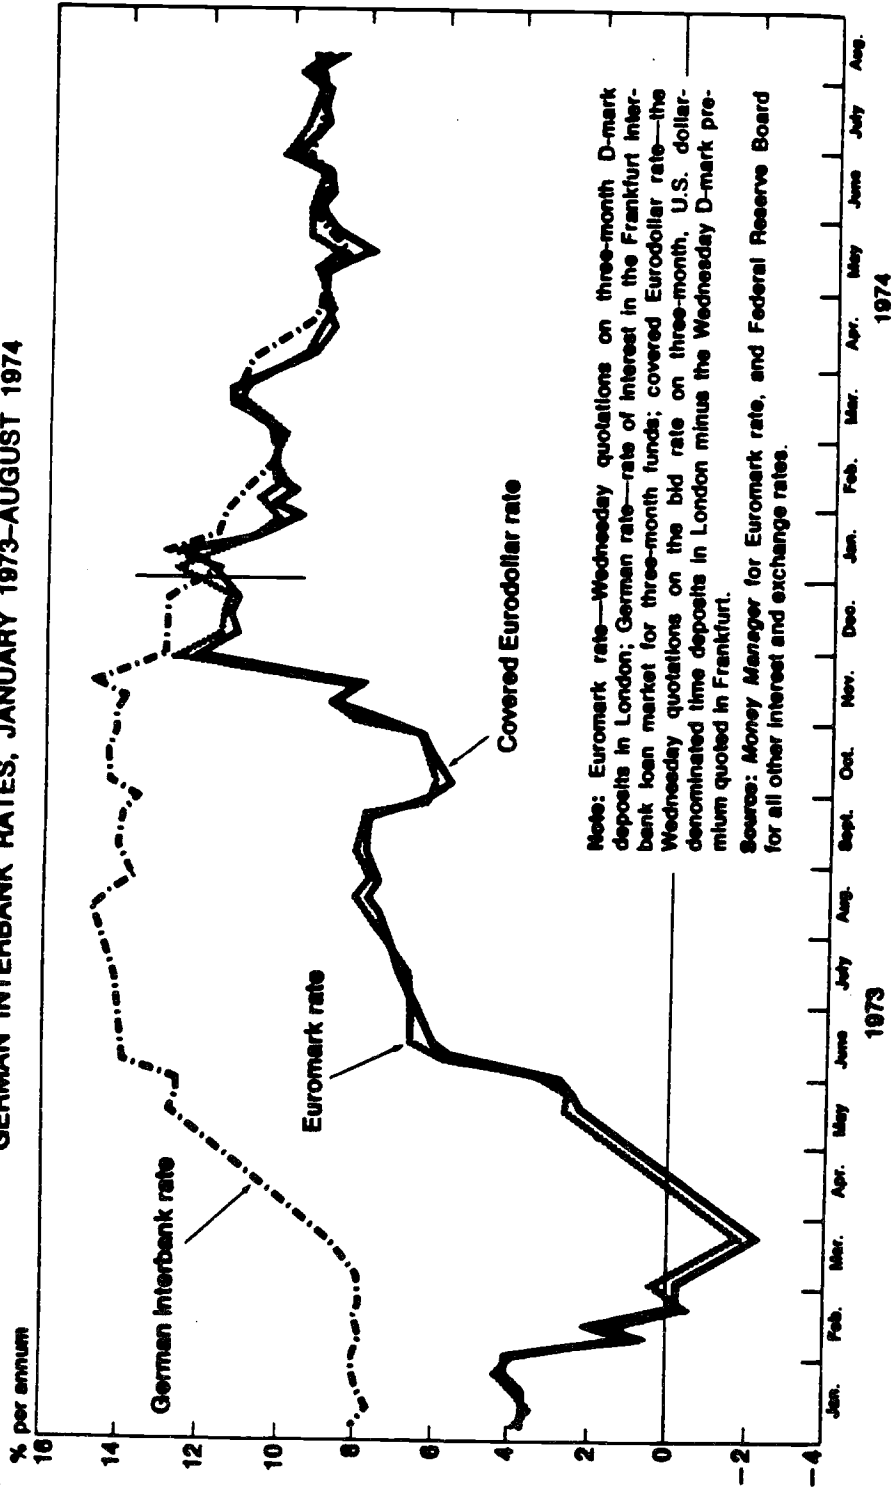 GERMAN INTERBANK RATES, JANUARY 1973–AUGUST 1974
% per annum
16
14
12
10
8
6
4
2
0
–2
–4
German interbank rate
Euromark rate
Covered Eurodollar rate
Note: Euromark rate—Wednesday quotations on three-month D-mark
deposits in London; German rate—rate of interest in the Frankfurt inter-
bank loan market for three-month funds; covered Eurodollar rate—the
Wednesday quotations on the bid rate on three-month, U.S. dollar-
denominated time deposits in London minus the Wednesday D-mark pre-
mium quoted in Frankfurt.
Source: Money Manager for Euromark rate, and Federal Reserve Board
for all other interest and exchange rates.
Jan. Feb. Mar. Apr. May June July Aug. Sept. Oct. Nov. Dec. Jan. Feb. Mar. Apr. May June July Aug.
1973 1974